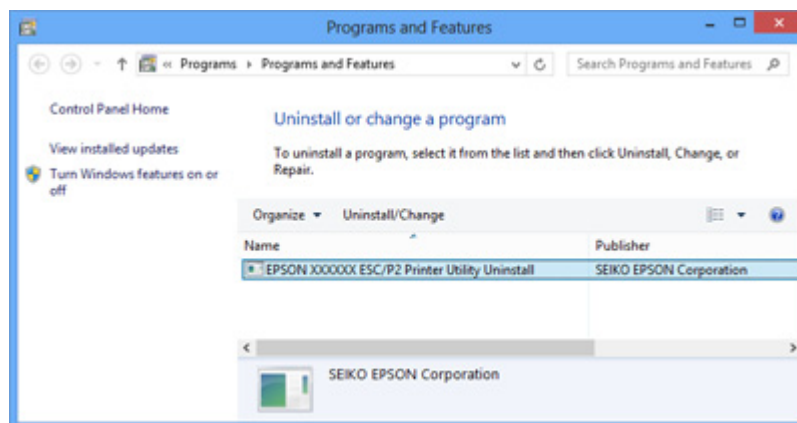 Programs and Features
« Programs ▸ Programs and Features
Search Programs and Features
Control Panel Home
View installed updates
Turn Windows features on or
off
Uninstall or change a program
To uninstall a program, select it from the list and then click Uninstall, Change, or
Repair.
Organize Uninstall/Change
Name Publisher
EPSON XXXXXX ESC/P2 Printer Utility Uninstall SEIKO EPSON Corporation
SEIKO EPSON Corporation